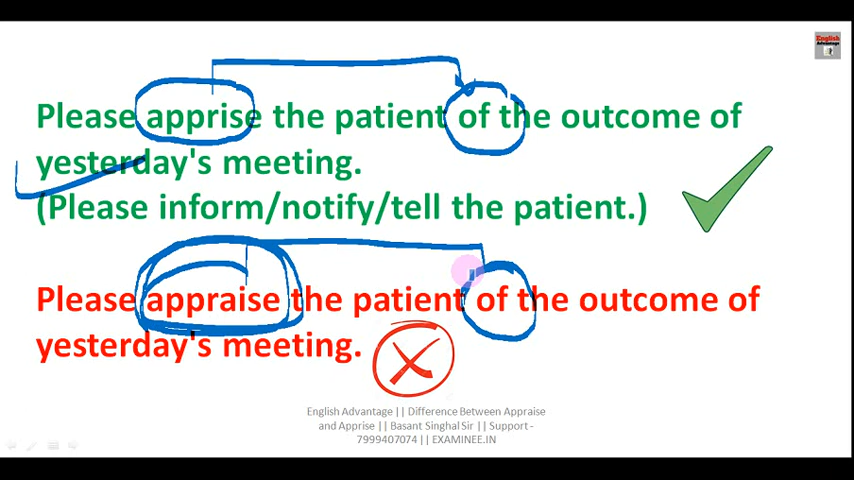 English
Advantage
Please apprise the patient of the outcome of
yesterday's meeting.
(Please inform/notify/tell the patient.)
Please appraise the patient of the outcome of
yesterday's meeting.
English Advantage || Difference Between Appraise
and Apprise || Basant Singhal Sir || Support -
7999407074 || EXAMINEE.IN